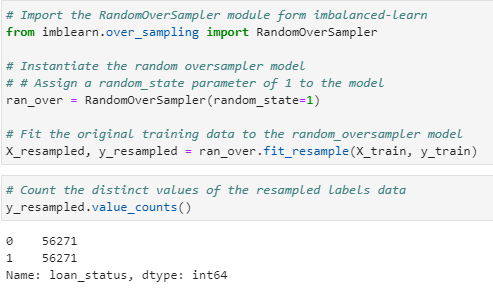 # Import the RandomOverSampler module form imbalanced-learn
from imblearn.over_sampling import RandomOverSampler
# Instantiate the random oversampler model
# # Assign a random_state parameter of 1 to the model
ran_over = RandomOverSampler(random_state=1)
# Fit the original training data to the random_oversampler model
X_resampled, y_resampled = ran_over.fit_resample(X_train, y_train)
# Count the distinct values of the resampled labels data
y_resampled.value_counts()
0    56271
1    56271
Name: loan_status, dtype: int64